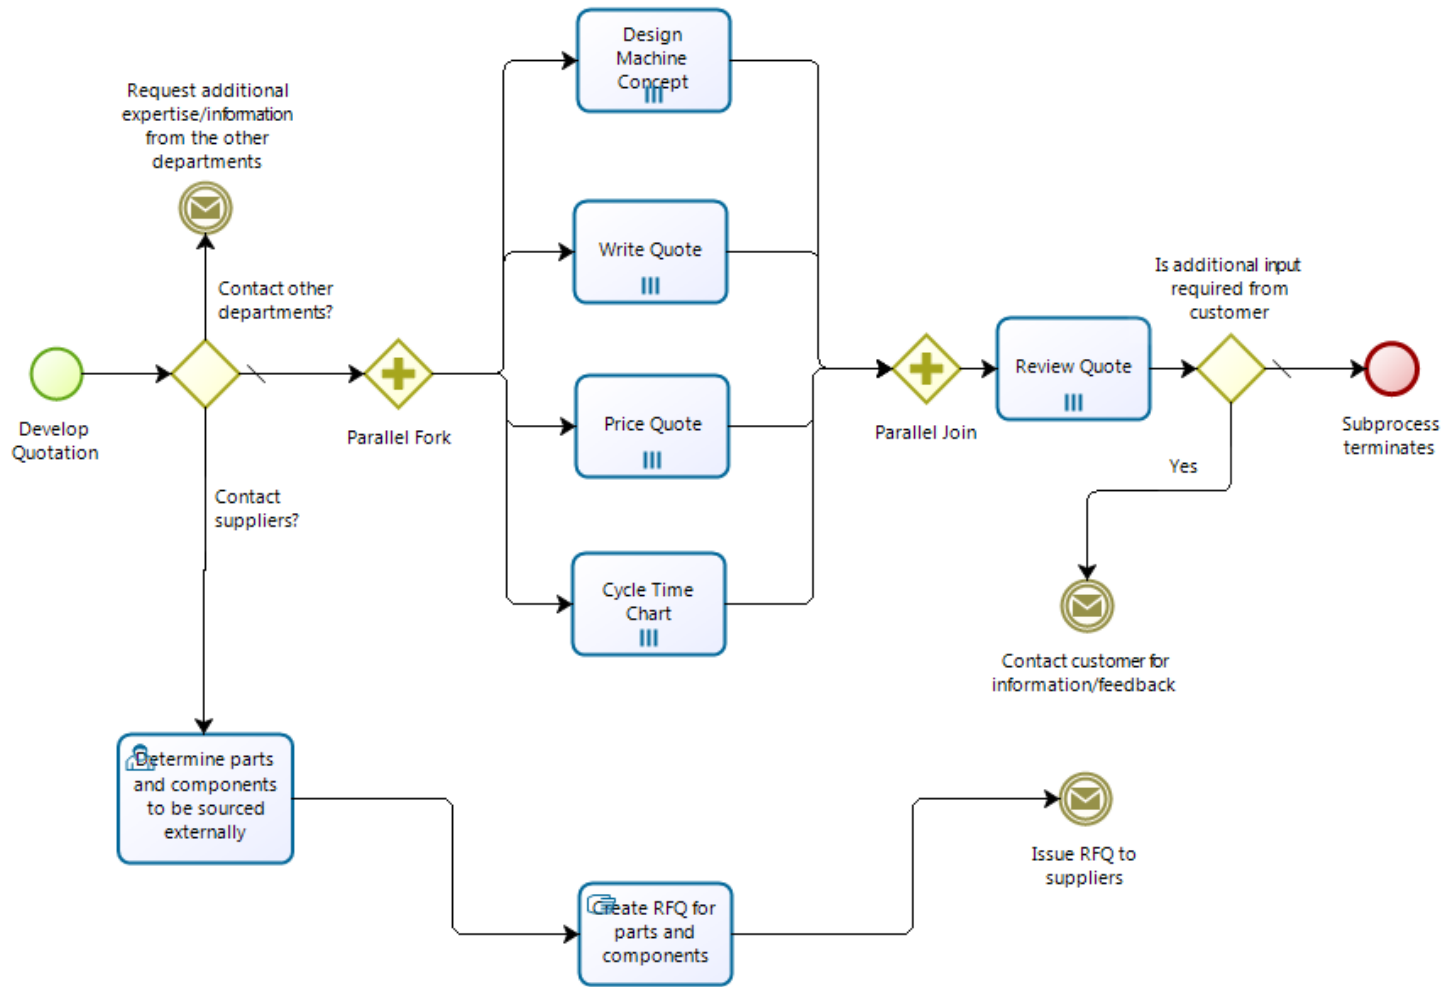 Design
Machine
Concept
Request additional
expertise/information
from the other
departments
Write Quote
Contact other
departments?
Is additional input
required from
customer
Develop
Quotation
Parallel Fork
Price Quote
Parallel Join
Review Quote
Subprocess
terminates
Yes
Contact
suppliers?
Cycle Time
Chart
Contact customer for
information/feedback
Determine parts
and components
to be sourced
externally
Issue RFQ to
suppliers
Create RFQ for
parts and
components